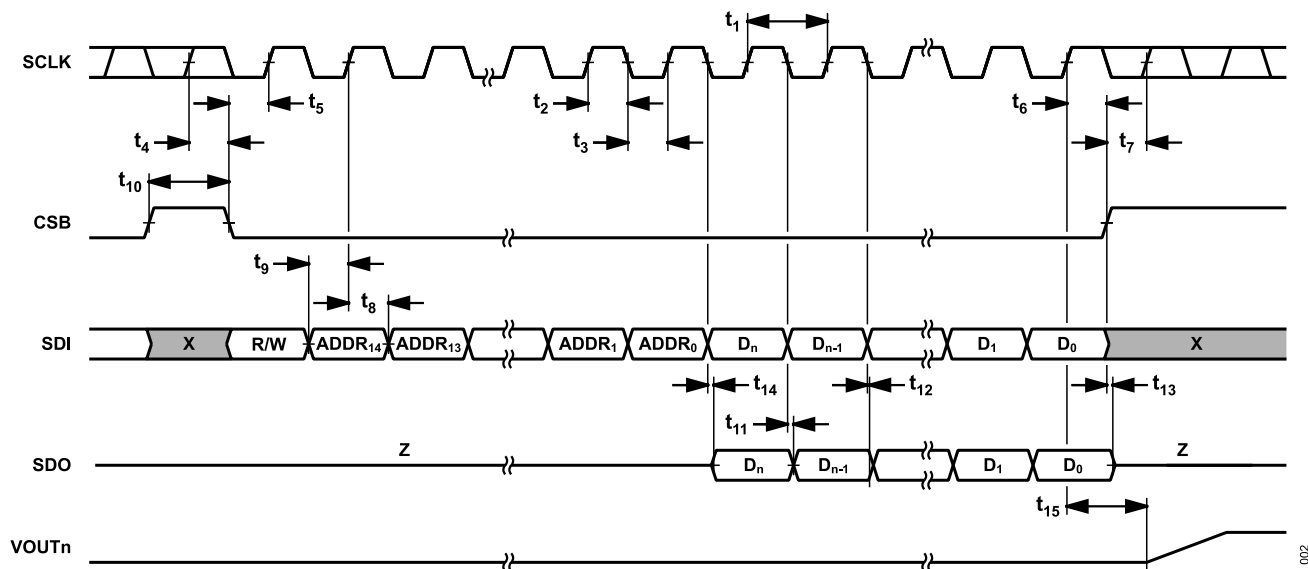 t1
SCLK
t5
t2
t6
t4
t3
t7
t10
CSB
t9
t8
SDI
X
R/W
ADDR14
ADDR13
ADDR1
ADDR0
Dn
Dn-1
D1
D0
X
t14
t12
t13
t11
Z
Z
SDO
Dn
Dn-1
D1
D0
t15
VOUTn
002